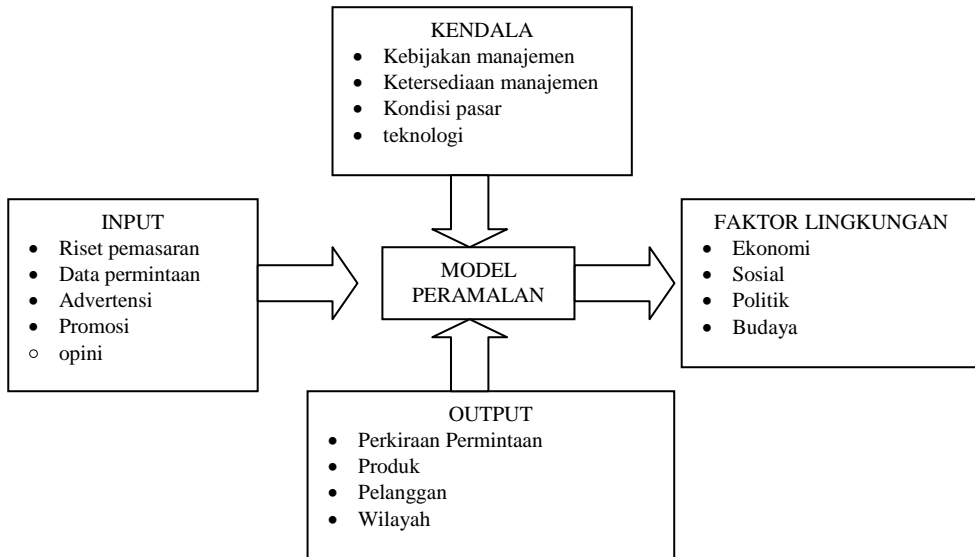 KENDALA
• Kebijakan manajemen
• Ketersediaan manajemen
• Kondisi pasar
• teknologi
INPUT
• Riset pemasaran
• Data permintaan
• Advertensi
• Promosi
○ opini
MODEL
PERAMALAN
FAKTOR LINGKUNGAN
• Ekonomi
• Sosial
• Politik
• Budaya
OUTPUT
• Perkiraan Permintaan
• Produk
• Pelanggan
• Wilayah